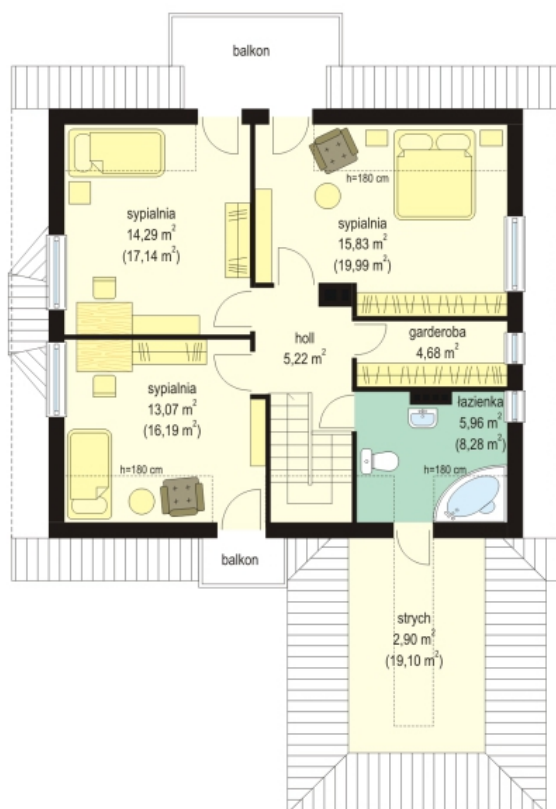 balkon
sypialnia
14,29 m²
(17,14 m²)
h=180 cm
sypialnia
15,83 m²
(19,99 m²)
holl
5,22 m²
garderoba
4,68 m²
sypialnia
13,07 m²
(16,19 m²)
h=180 cm
łazienka
5,96 m²
(8,28 m²)
h=180 cm
balkon
strych
2,90 m²
(19,10 m²)